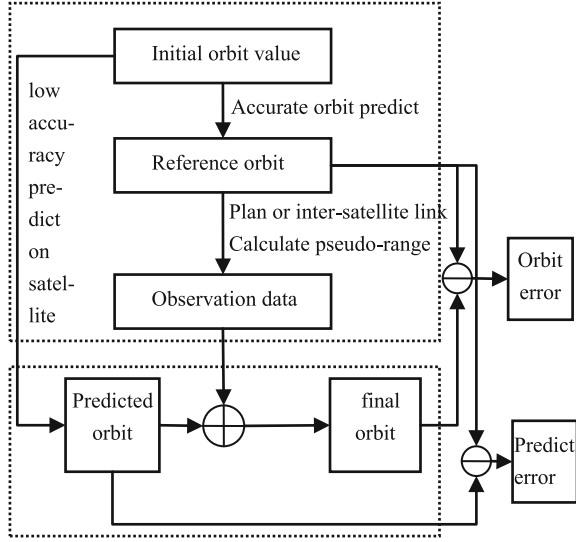 Initial orbit value
low
accu-
racy
pre-
dict
on
satel-
lite
Accurate orbit predict
Reference orbit
Plan or inter-satellite link
Calculate pseudo-range
Observation data
Orbit
error
Predicted
orbit
final
orbit
Predict
error